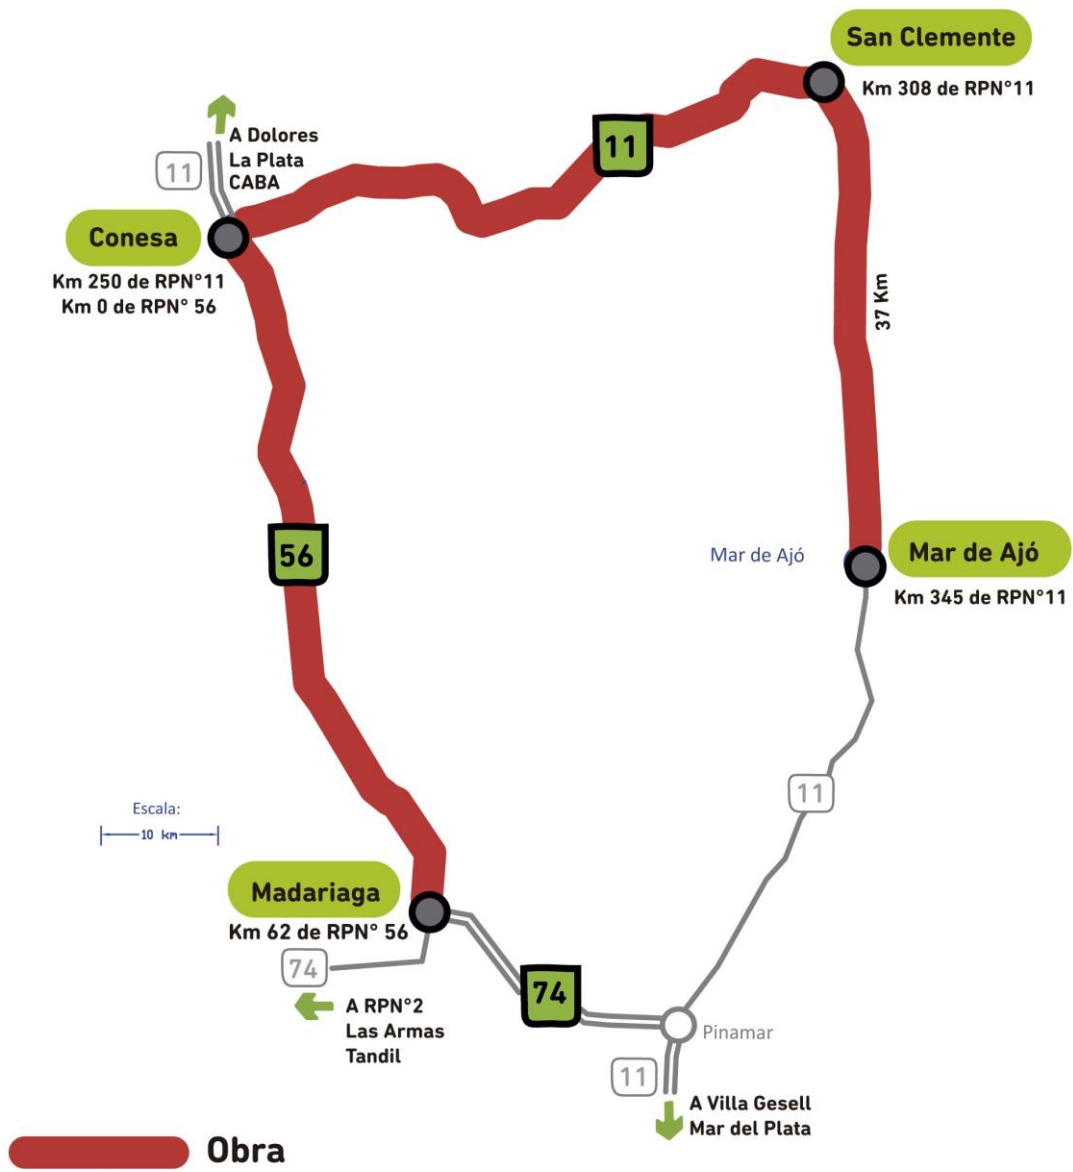 San Clemente
Km 308 de RPN°11
A Dolores
La Plata
CABA
11
11
Conesa
Km 250 de RPN°11
Km 0 de RPN° 56
37 Km
56
Mar de Ajó
Mar de Ajó
Km 345 de RPN°11
11
Escala:
10 km
Madariaga
Km 62 de RPN° 56
74
74
A RPN°2
Las Armas
Tandil
Pinamar
11
A Villa Gesell
Mar del Plata
Obra